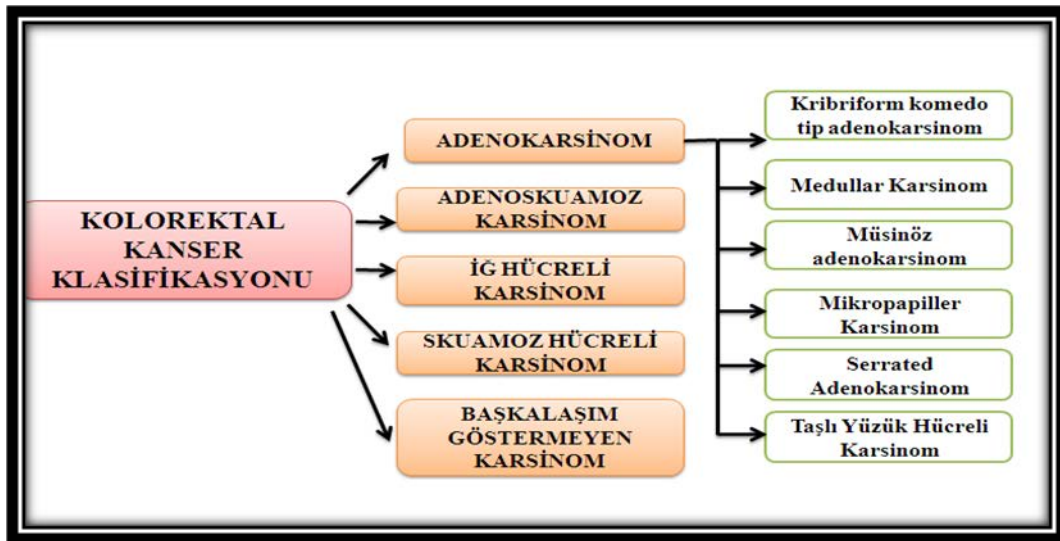 KOLOREKTAL
KANSER
KLASİFİKASYONU
ADENOKARSİNOM
ADENOSKUAMOZ
KARSİNOM
İĞ HÜCRELİ
KARSİNOM
SKUAMOZ HÜCRELİ
KARSİNOM
BAŞKALAŞIM
GÖSTERMEYEN
KARSİNOM
Kribriform komedo
tip adenokarsinom
Medullar Karsinom
Müsinöz
adenokarsinom
Mikropapiller
Karsinom
Serrated
Adenokarsinom
Taşlı Yüzük Hücreli
Karsinom